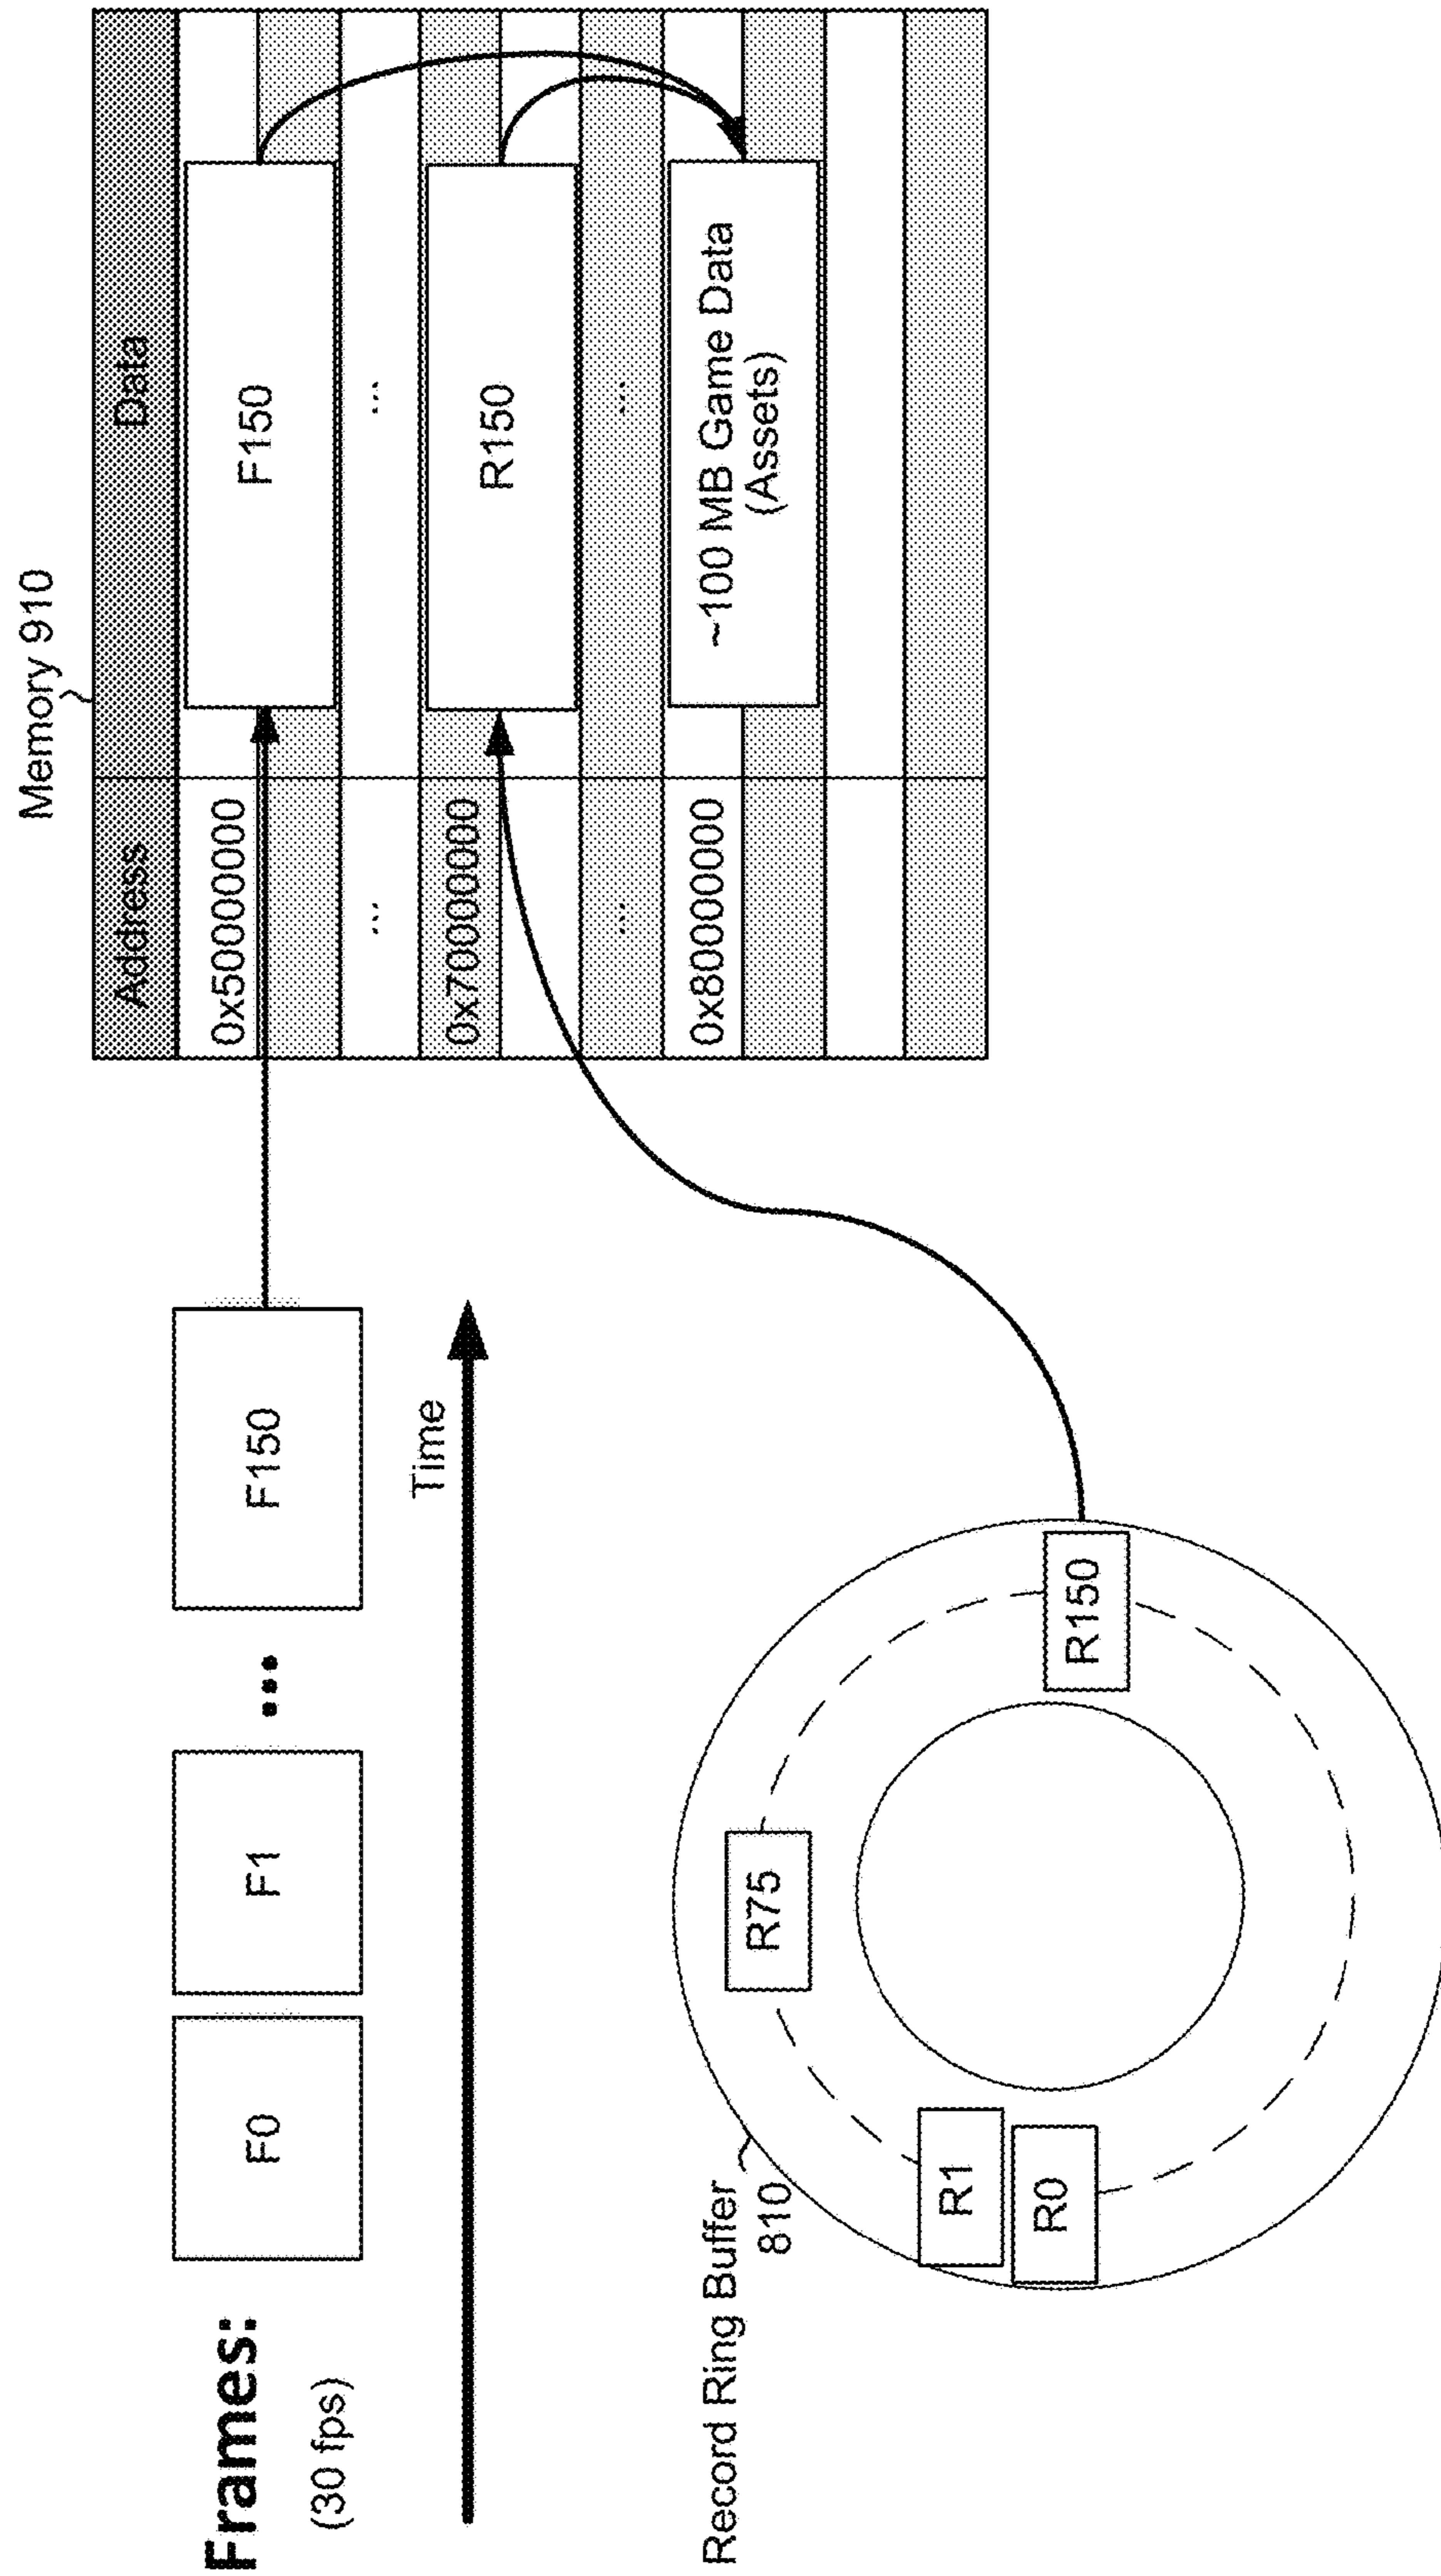 Memory 910
Address Data
0x50000000 F150
... ...
0x70000000 R150
... ...
0x80000000 ~100 MB Game Data
(Assets)
Frames:
(30 fps)
F0 F1 ... F150
Time
Record Ring Buffer
810
R75
R1
R0
R150